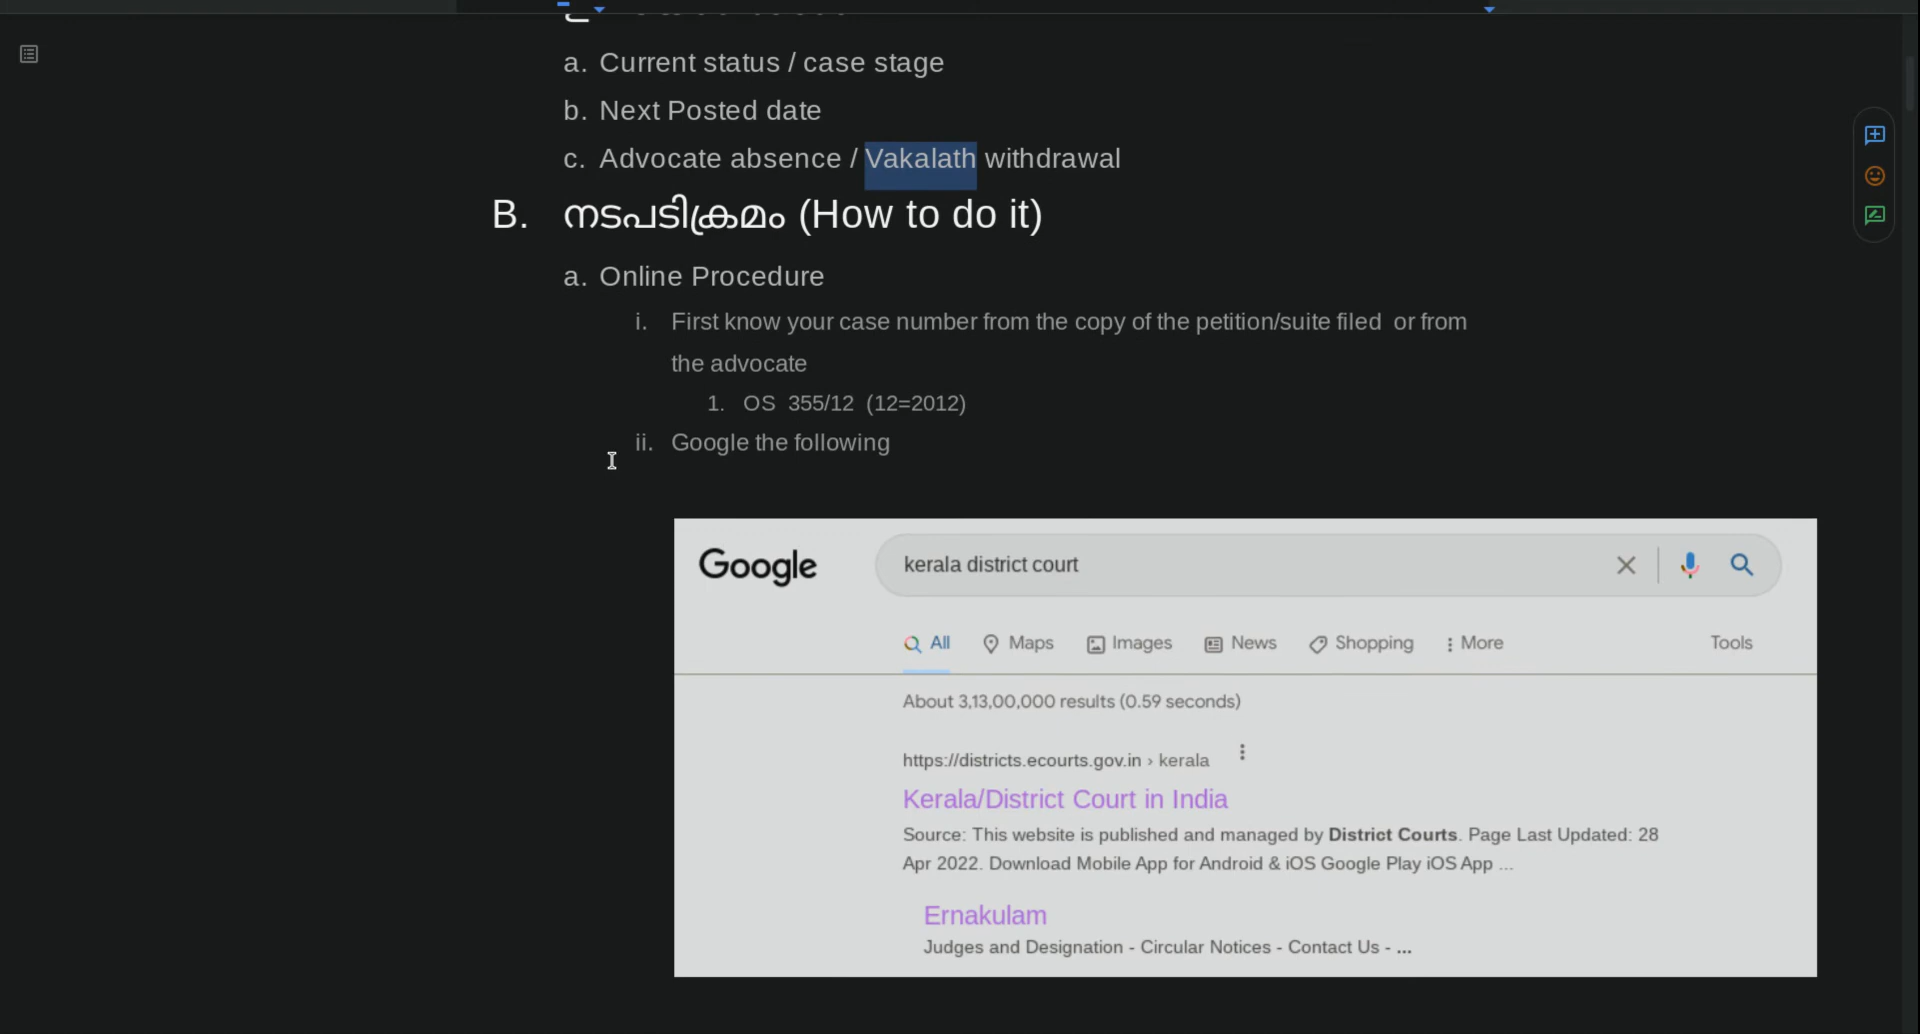 a. Current status / case stage
b. Next Posted date
c. Advocate absence / Vakalath withdrawal
B. നടപടിക്രമം (How to do it)
a. Online Procedure
i. First know your case number from the copy of the petition/suite filed or from
the advocate
1. OS 355/12 (12=2012)
ii. Google the following
Google kerala district court
All Maps Images News Shopping More Tools
About 3,13,00,000 results (0.59 seconds)
https://districts.ecourts.gov.in › kerala
Kerala/District Court in India
Source: This website is published and managed by District Courts. Page Last Updated: 28
Apr 2022. Download Mobile App for Android & iOS Google Play iOS App ...
Ernakulam
Judges and Designation - Circular Notices - Contact Us - ...